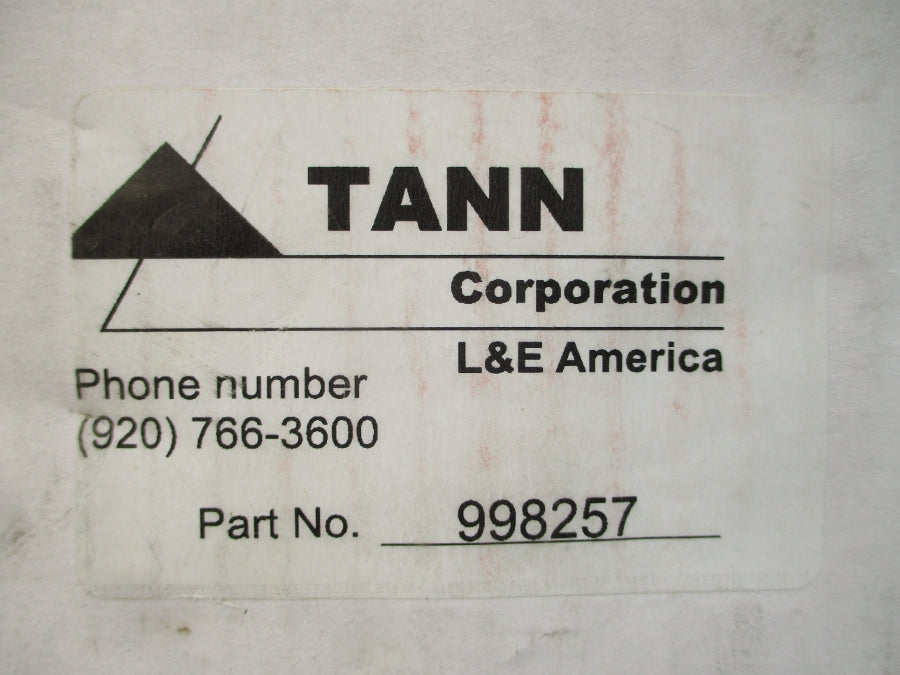 TANN
Corporation
L&E America
Phone number
(920) 766-3600
Part No. 998257